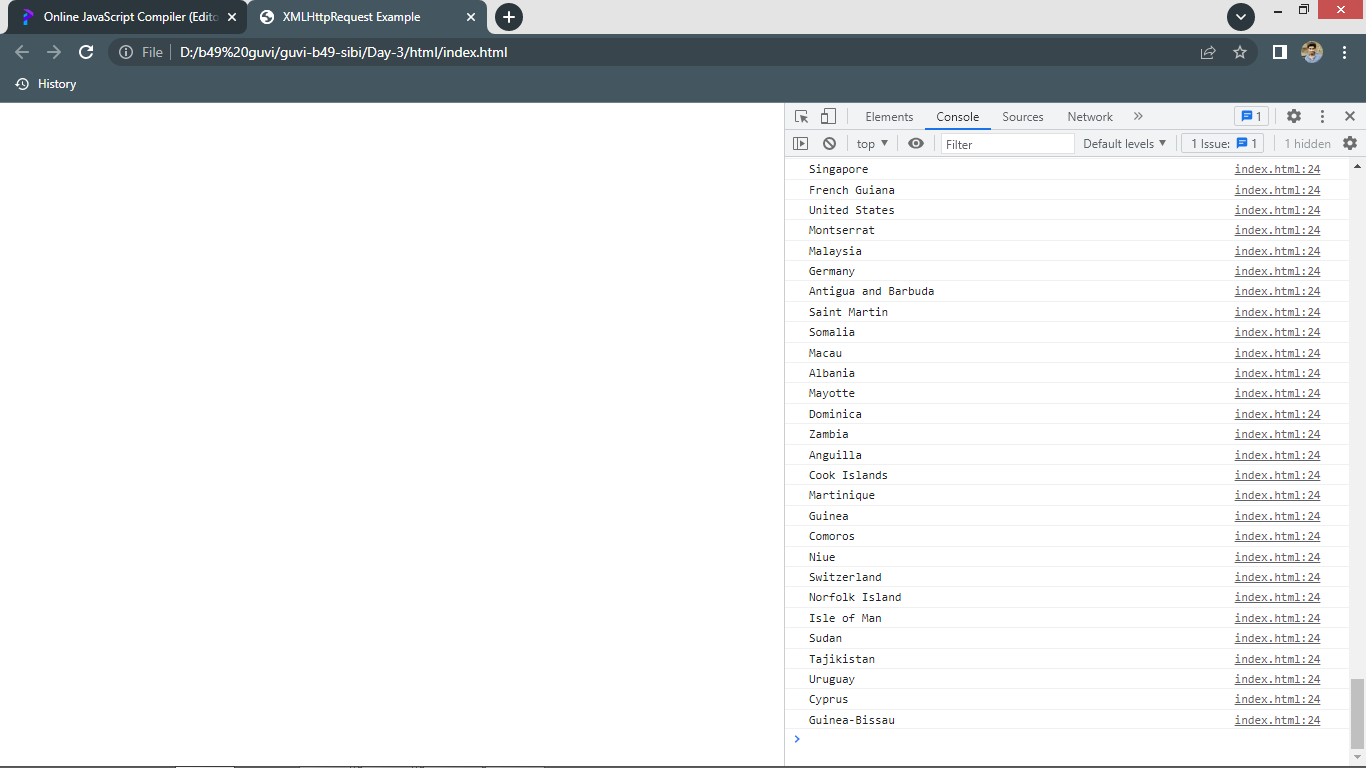 Online JavaScript Compiler (Edito
XMLHttpRequest Example
File
D:/b49%20guvi/guvi-b49-sibi/Day-3/html/index.html
History
Elements
Console
Sources
Network
1
top
Filter
Default levels
1 Issue:
1
1 hidden
Singapore index.html:24
French Guiana index.html:24
United States index.html:24
Montserrat index.html:24
Malaysia index.html:24
Germany index.html:24
Antigua and Barbuda index.html:24
Saint Martin index.html:24
Somalia index.html:24
Macau index.html:24
Albania index.html:24
Mayotte index.html:24
Dominica index.html:24
Zambia index.html:24
Anguilla index.html:24
Cook Islands index.html:24
Martinique index.html:24
Guinea index.html:24
Comoros index.html:24
Niue index.html:24
Switzerland index.html:24
Norfolk Island index.html:24
Isle of Man index.html:24
Sudan index.html:24
Tajikistan index.html:24
Uruguay index.html:24
Cyprus index.html:24
Guinea-Bissau index.html:24